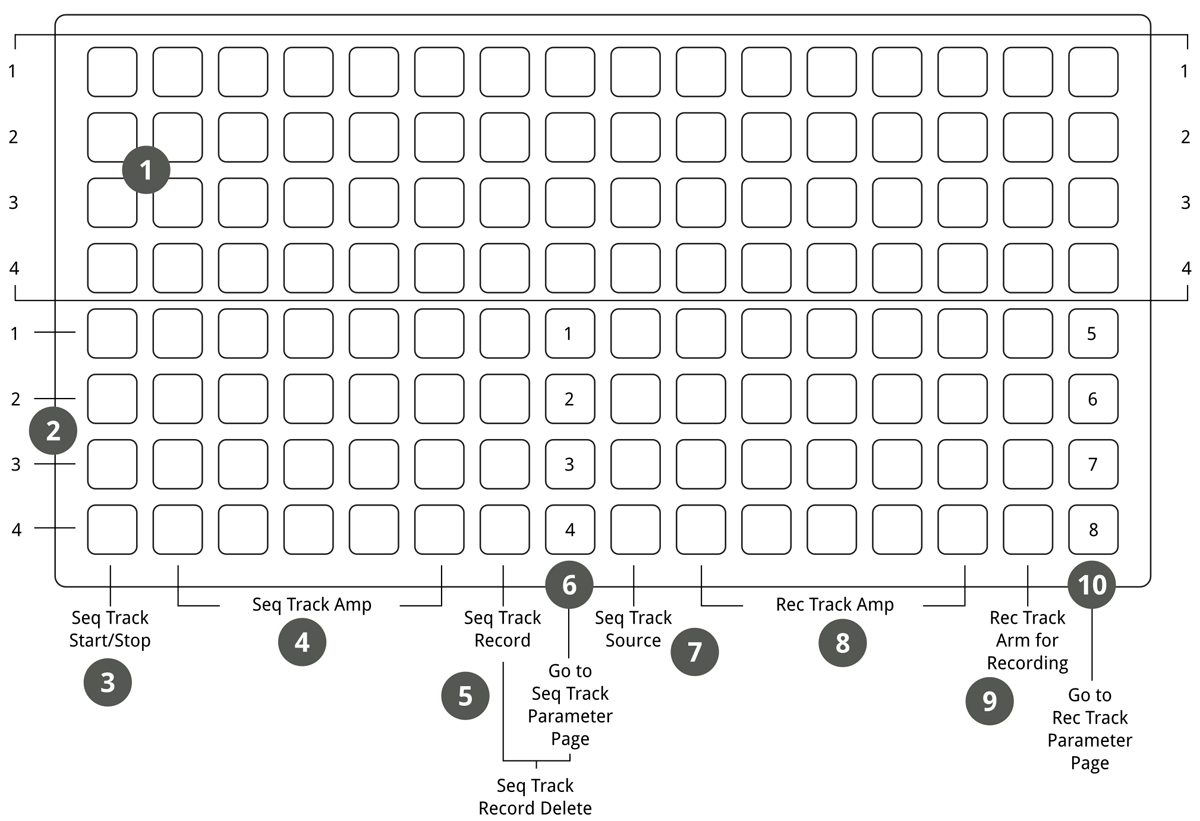 1 1
2 2
1
3 3
4 4
1 1 5
2 2 6
2
3 3 7
4 4 8
6 10
Seq Track Amp Rec Track Amp
Seq Track
Start/Stop
3
4
Seq Track
Record
5
Go to
Seq Track
Parameter
Page
Seq Track
Record Delete
Seq Track
Source
7
8
Rec Track
Arm for
Recording
9
Go to
Rec Track
Parameter
Page